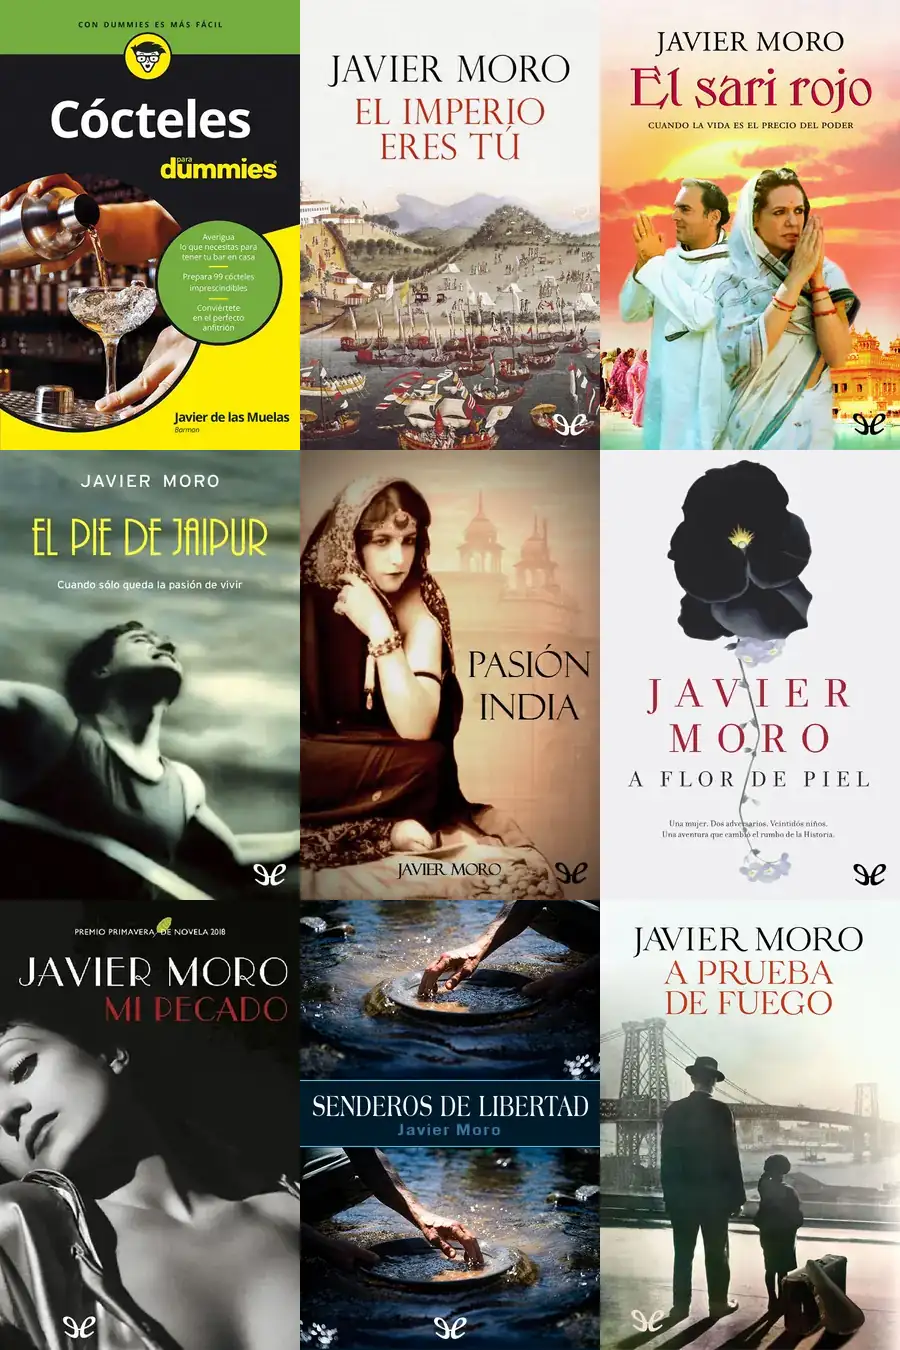 CON DUMMIES ES MÁS FÁCIL
Cócteles
para
dummies
Averigua
lo que necesitas para
tener tu bar en casa
Prepara 99 cócteles
imprescindibles
Conviértete
en el perfecto
anfitrión
Javier de las Muelas
Barman
JAVIER MORO
EL IMPERIO
ERES TÚ
JAVIER MORO
El sari rojo
CUANDO LA VIDA ES EL PRECIO DEL PODER
JAVIER MORO
EL PIE DE JAIPUR
Cuando sólo queda la pasión de vivir
PASIÓN
INDIA
JAVIER MORO
JAVIER
MORO
A FLOR DE PIEL
Una mujer. Dos adversarios. Veintidós niños.
Una aventura que cambió el rumbo de la Historia.
PREMIO PRIMAVERA DE NOVELA 2018
JAVIER MORO
MI PECADO
SENDEROS DE LIBERTAD
Javier Moro
JAVIER MORO
A PRUEBA
DE FUEGO